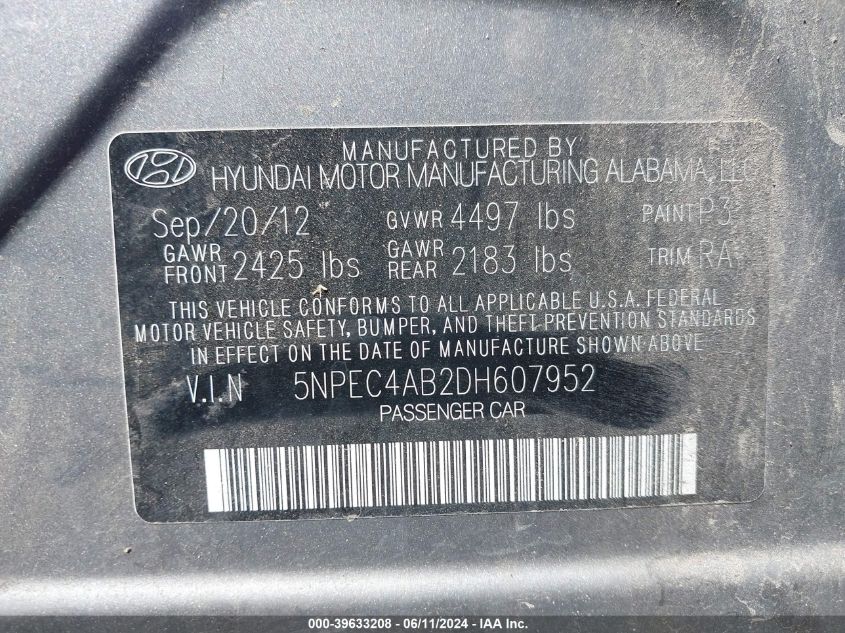 MANUFACTURED BY
HYUNDAI MOTOR MANUFACTURING ALABAMA, LLC
Sep/20/12 GVWR 4497 lbs PAINT P3
GAWR FRONT 2425 lbs GAWR REAR 2183 lbs TRIM RA
THIS VEHICLE CONFORMS TO ALL APPLICABLE U.S.A. FEDERAL
MOTOR VEHICLE SAFETY, BUMPER, AND THEFT PREVENTION STANDARDS
IN EFFECT ON THE DATE OF MANUFACTURE SHOWN ABOVE
V.I.N 5NPEC4AB2DH607952
PASSENGER CAR
000-39633208 - 06/11/2024 - IAA Inc.